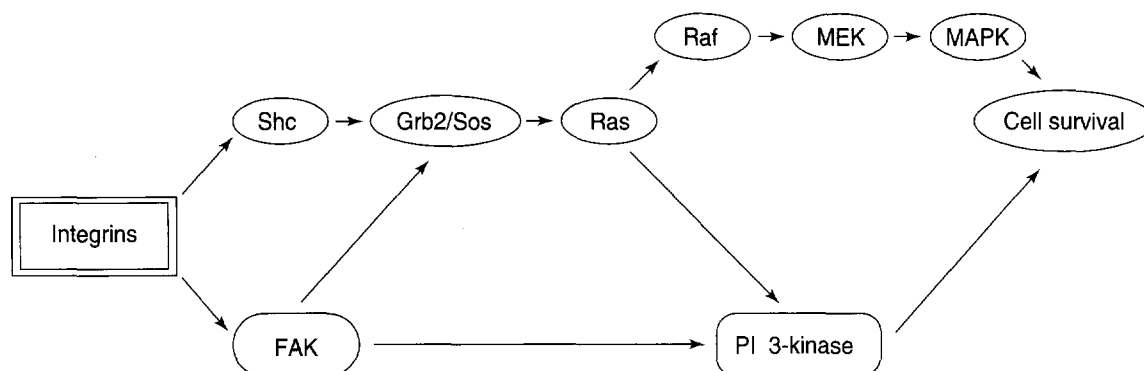 Raf
MEK
MAPK
Shc
Grb2/Sos
Ras
Cell survival
Integrins
FAK
PI 3-kinase